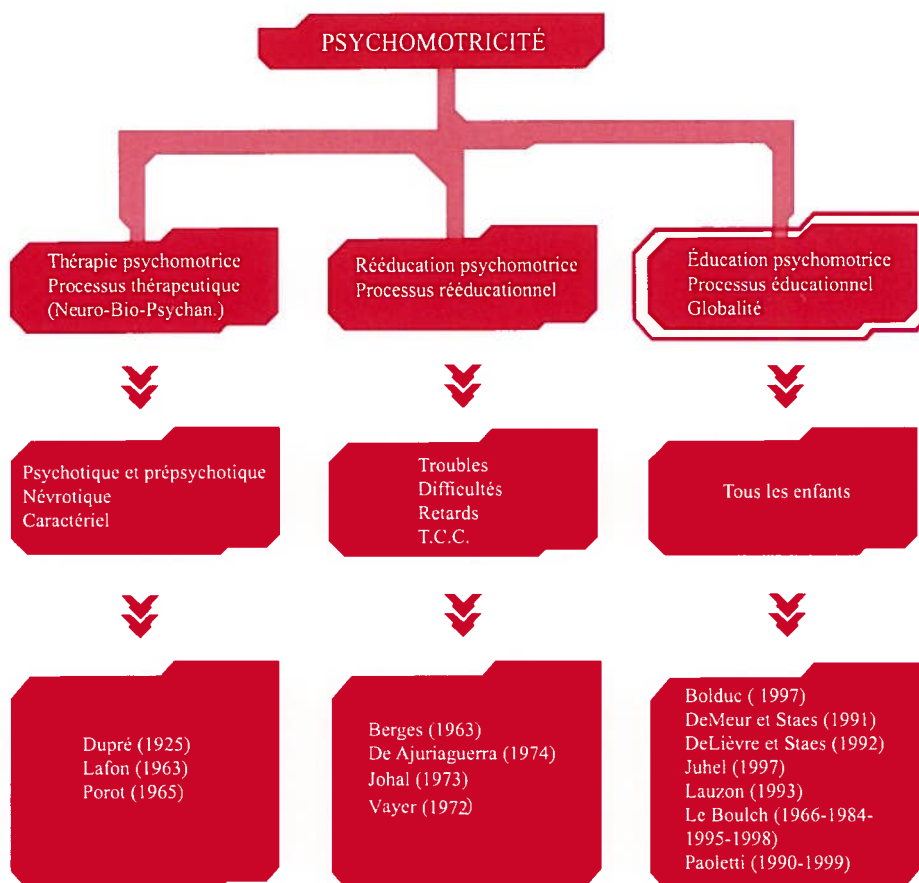 PSYCHOMOTRICITÉ
Thérapie psychomotrice
Processus thérapeutique
(Neuro-Bio-Psychan.)
Rééducation psychomotrice
Processus rééducationnel
Éducation psychomotrice
Processus éducationnel
Globalité
Psychotique et prépsychotique
Névrotique
Caractériel
Troubles
Difficultés
Retards
T.C.C.
Tous les enfants
Dupré (1925)
Lafon (1963)
Porot (1965)
Berges (1963)
De Ajuriaguerra (1974)
Johal (1973)
Vayer (1972)
Bolduc ( 1997)
DeMeur et Staes (1991)
DeLièvre et Staes (1992)
Juhel (1997)
Lauzon (1993)
Le Boulch (1966-1984-
1995-1998)
Paoletti (1990-1999)